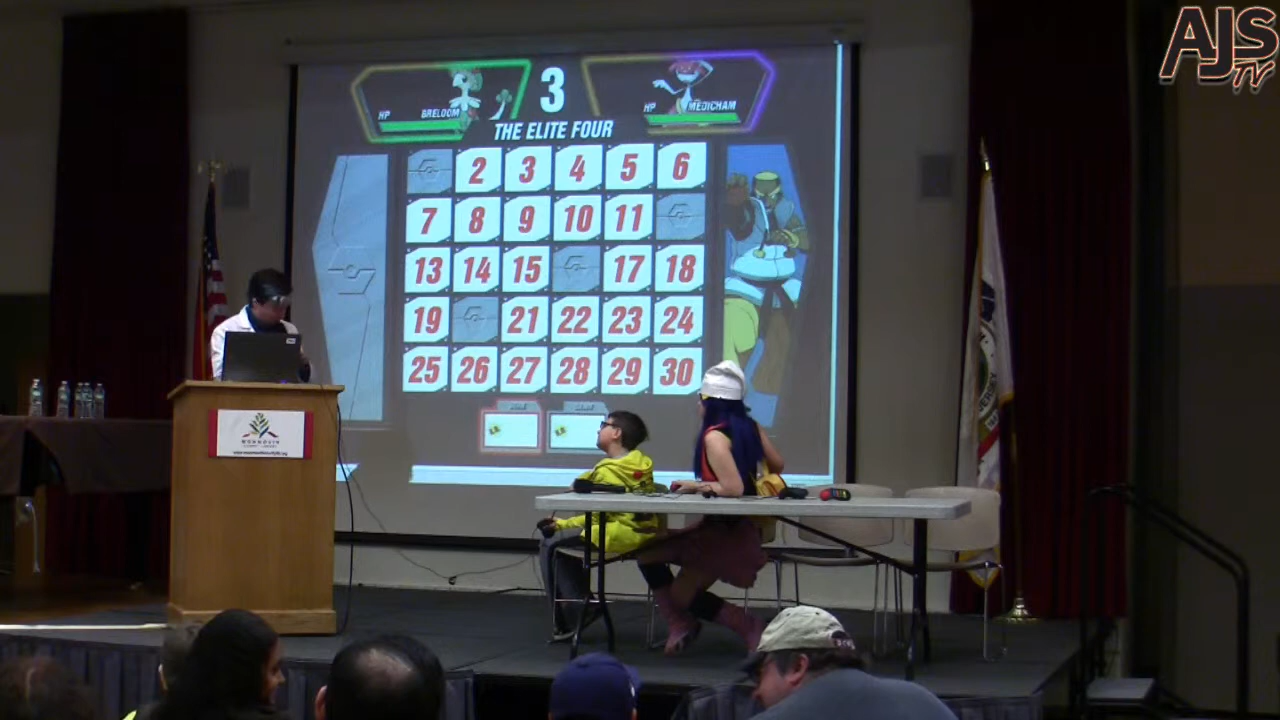 AJS
TV
HP BRELOOM
3
HP MEDICHAM
THE ELITE FOUR
2 3 4 5 6
7 8 9 10 11
13 14 15 17 18
19 21 22 23 24
25 26 27 28 29 30
MONMOUTH